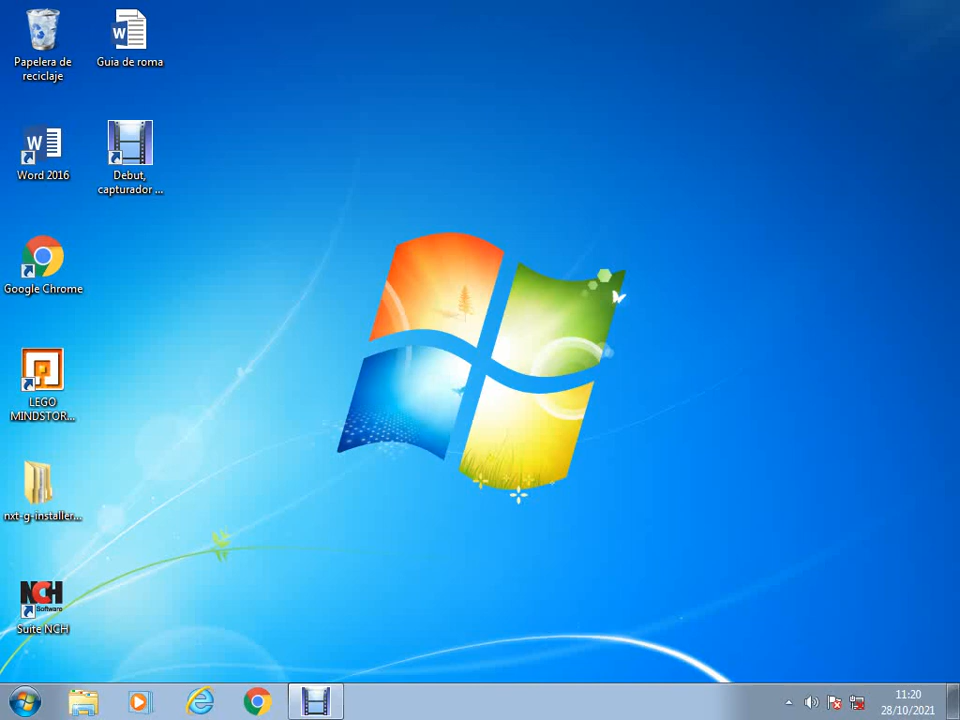 Papelera de
reciclaje
Guia de roma
Word 2016
Debut,
capturador ...
Google Chrome
LEGO
MINDSTOR...
nxt-g-installer...
NCH
Software
Suite NCH
11:20
28/10/2021